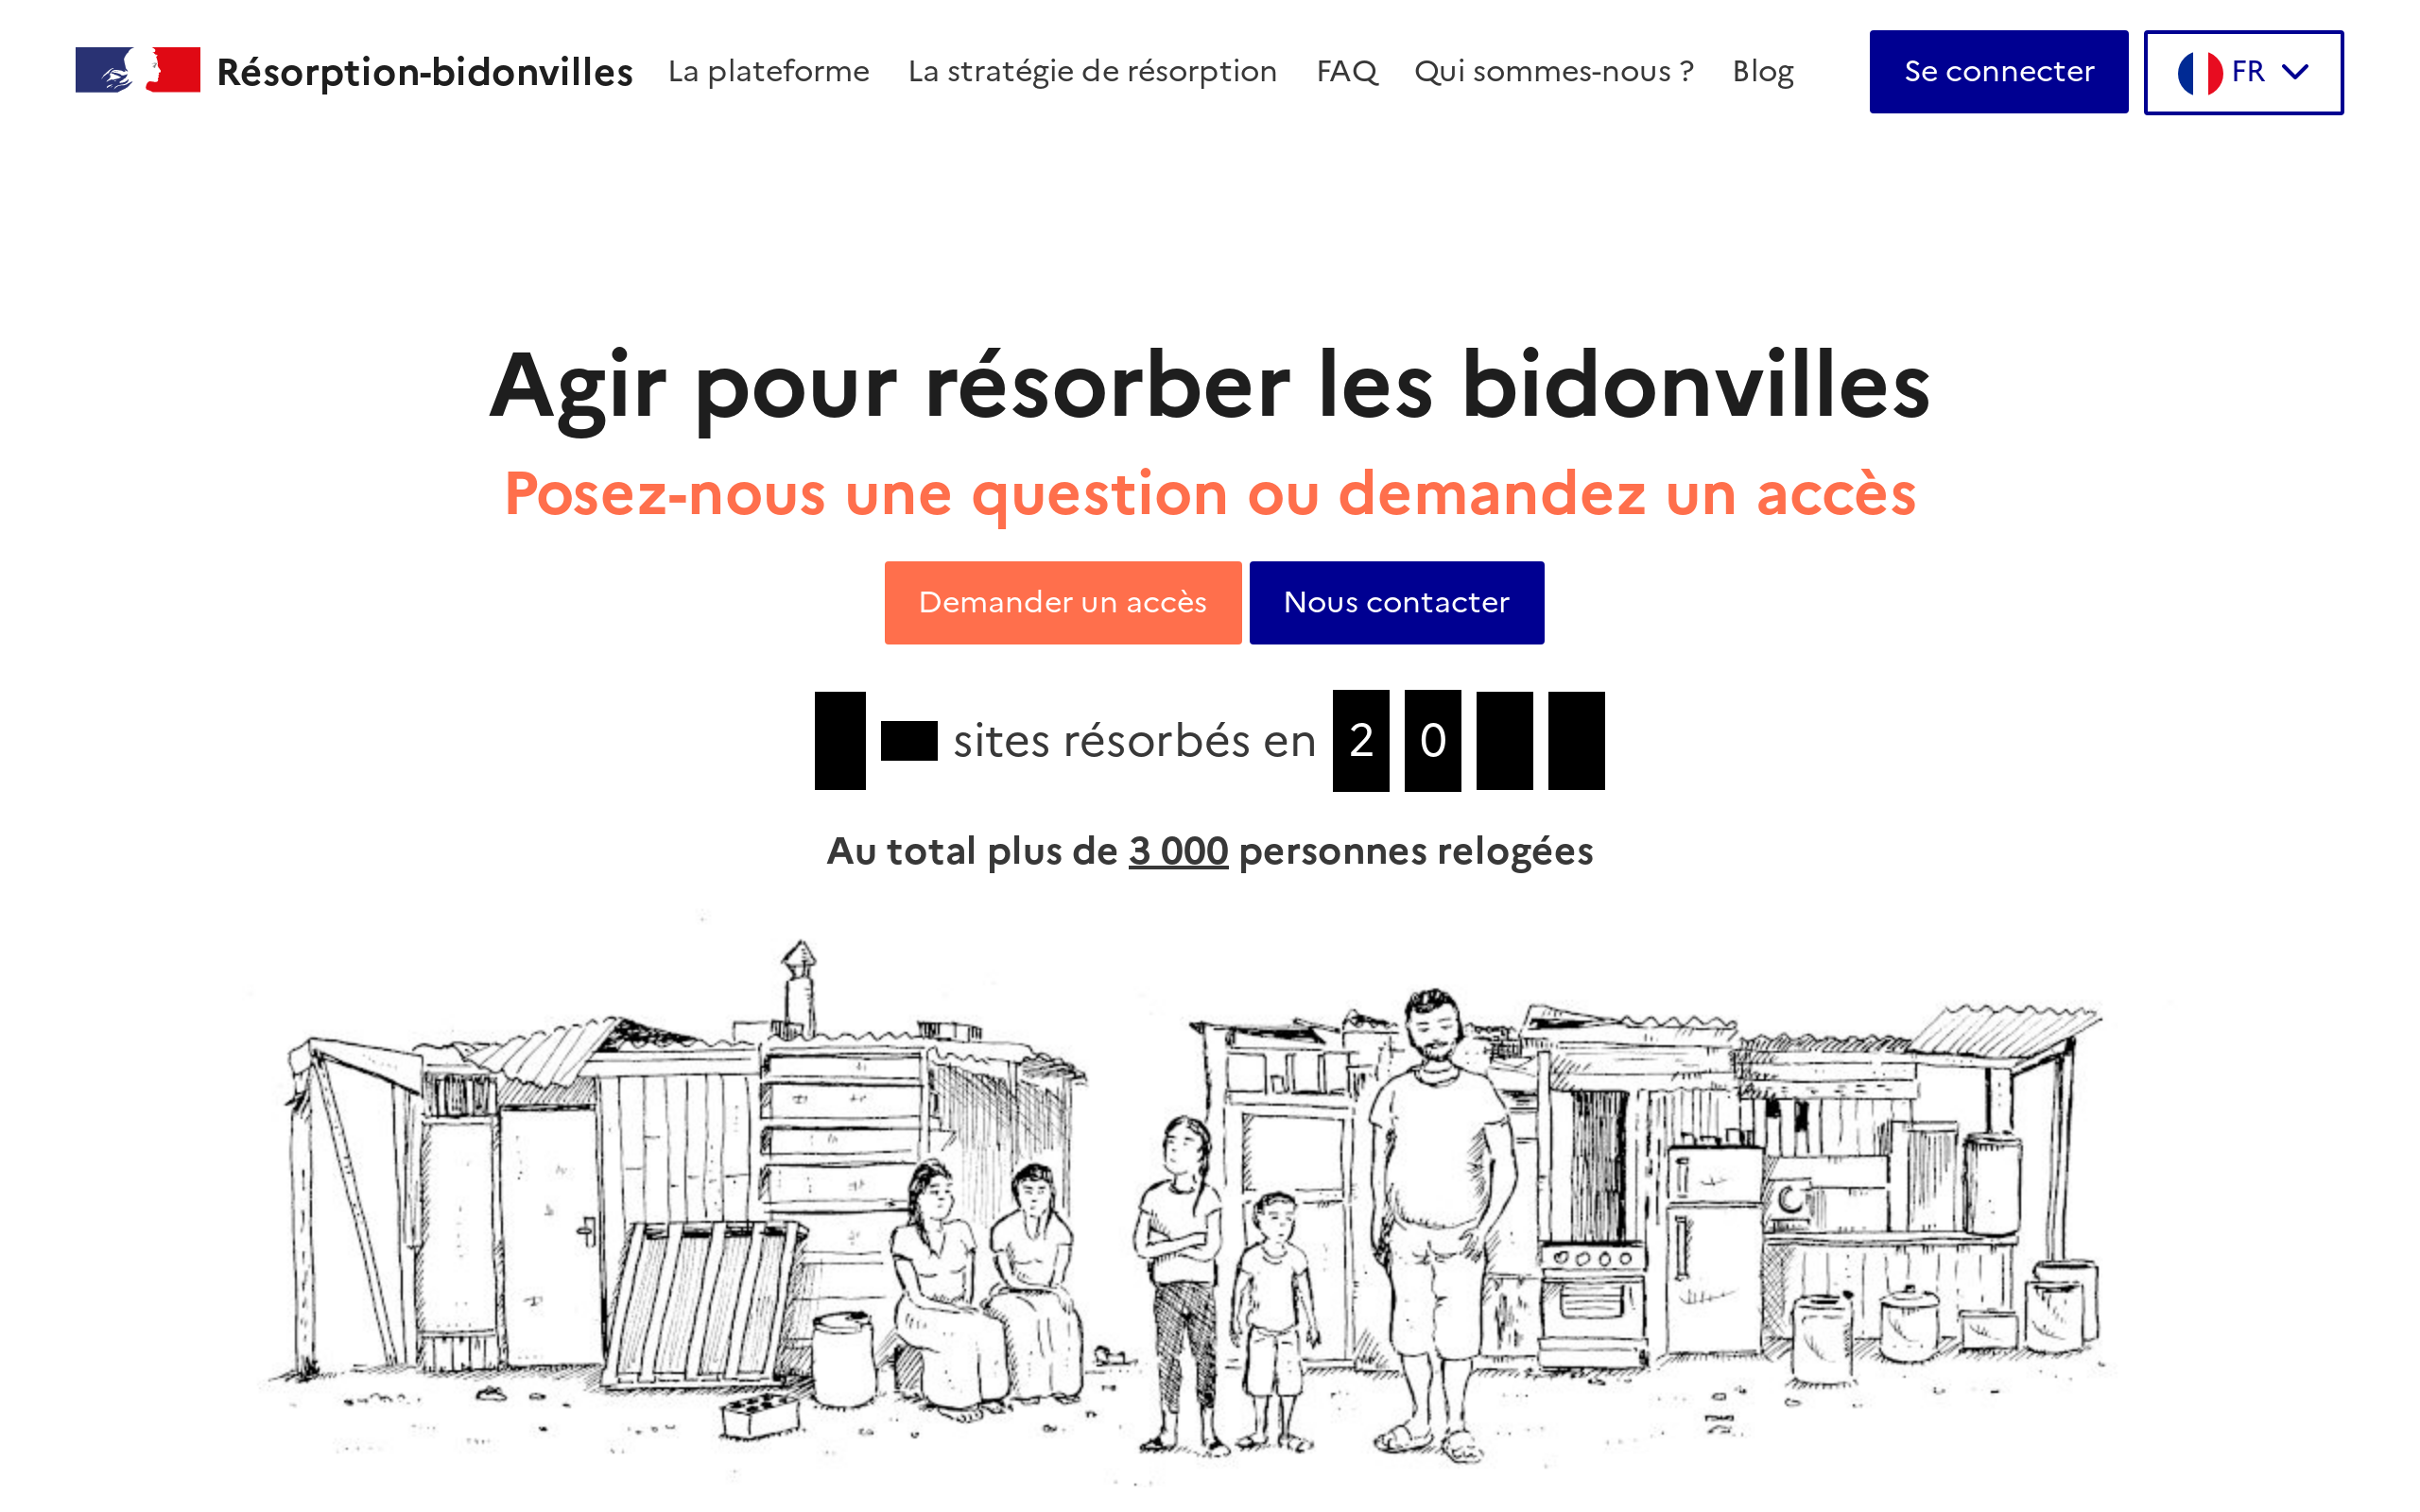 Résorption-bidonvilles La plateforme La stratégie de résorption FAQ Qui sommes-nous ? Blog Se connecter FR
Agir pour résorber les bidonvilles
Posez-nous une question ou demandez un accès
Demander un accès Nous contacter
sites résorbés en 2 0
Au total plus de 3 000 personnes relogées